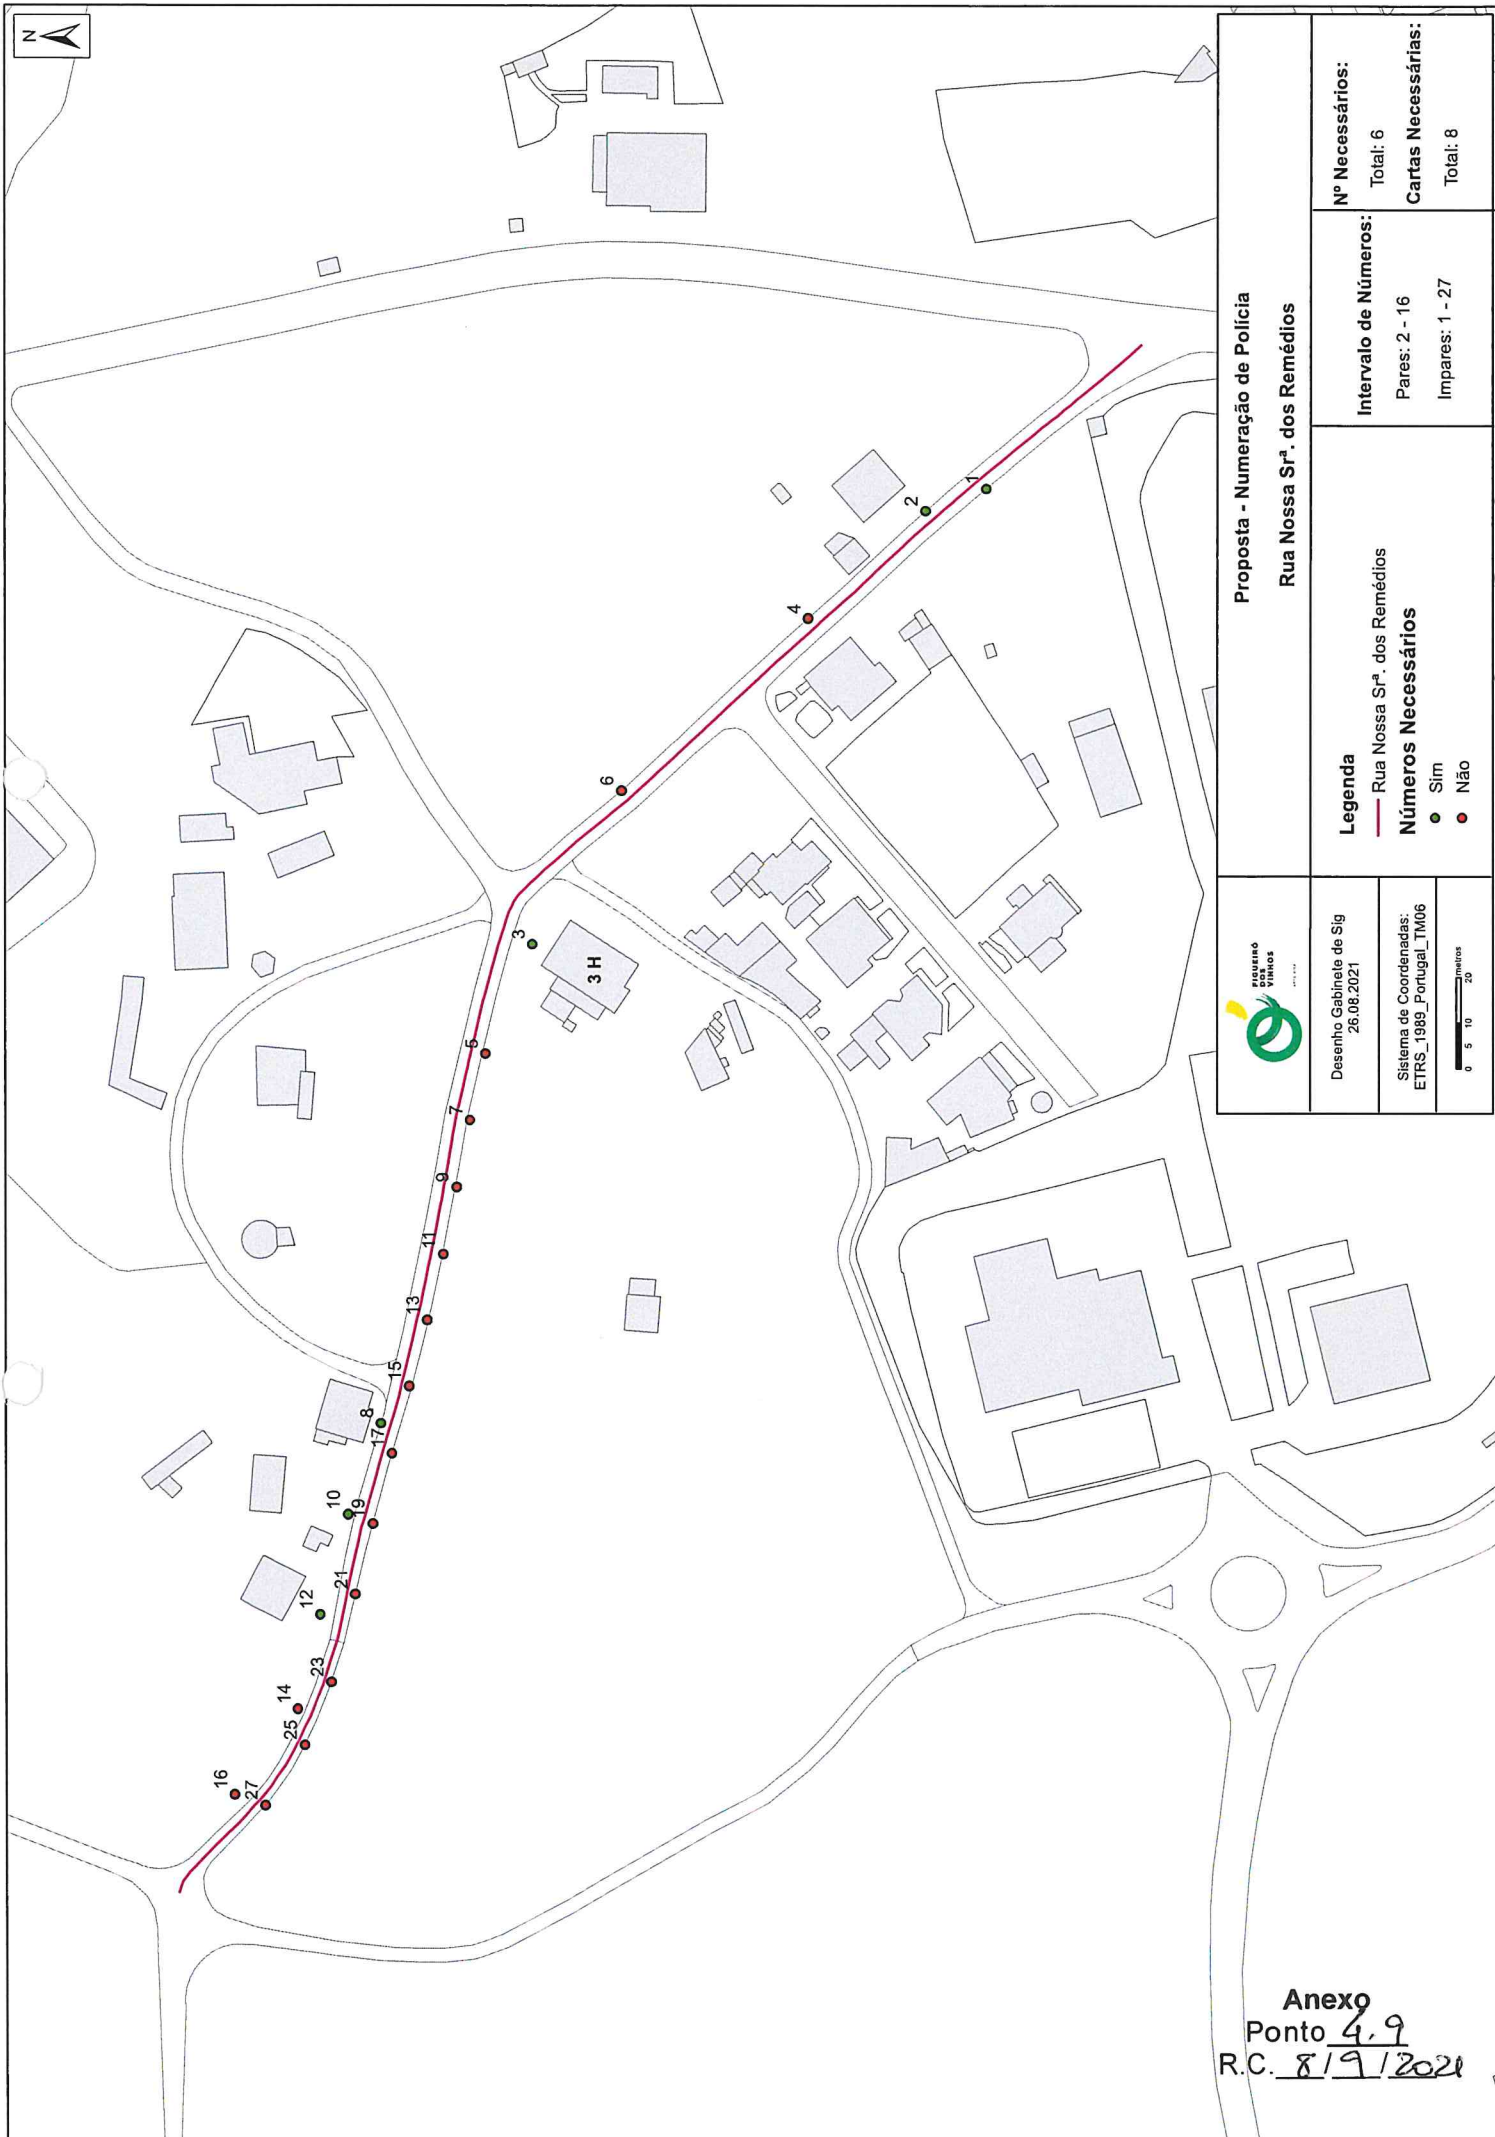 N
16
27
14
25
12
23
21
10
19
8
17
15
13
11
9
7
5
3
3 H
6
4
2
1
Proposta - Numeração de Polícia
Rua Nossa Srª. dos Remédios
FIGUEIRÓ
DOS
VINHOS
Desenho Gabinete de Sig
26.08.2021
Sistema de Coordenadas:
ETRS_1989_Portugal_TM06
0 5 10 20
metros
Legenda
Rua Nossa Srª. dos Remédios
Números Necessários
Sim
Não
Intervalo de Números:
Pares: 2 - 16
Impares: 1 - 27
Nº Necessários:
Total: 6
Cartas Necessárias:
Total: 8
Anexo
Ponto 4.9
R.C. 8/9/2021